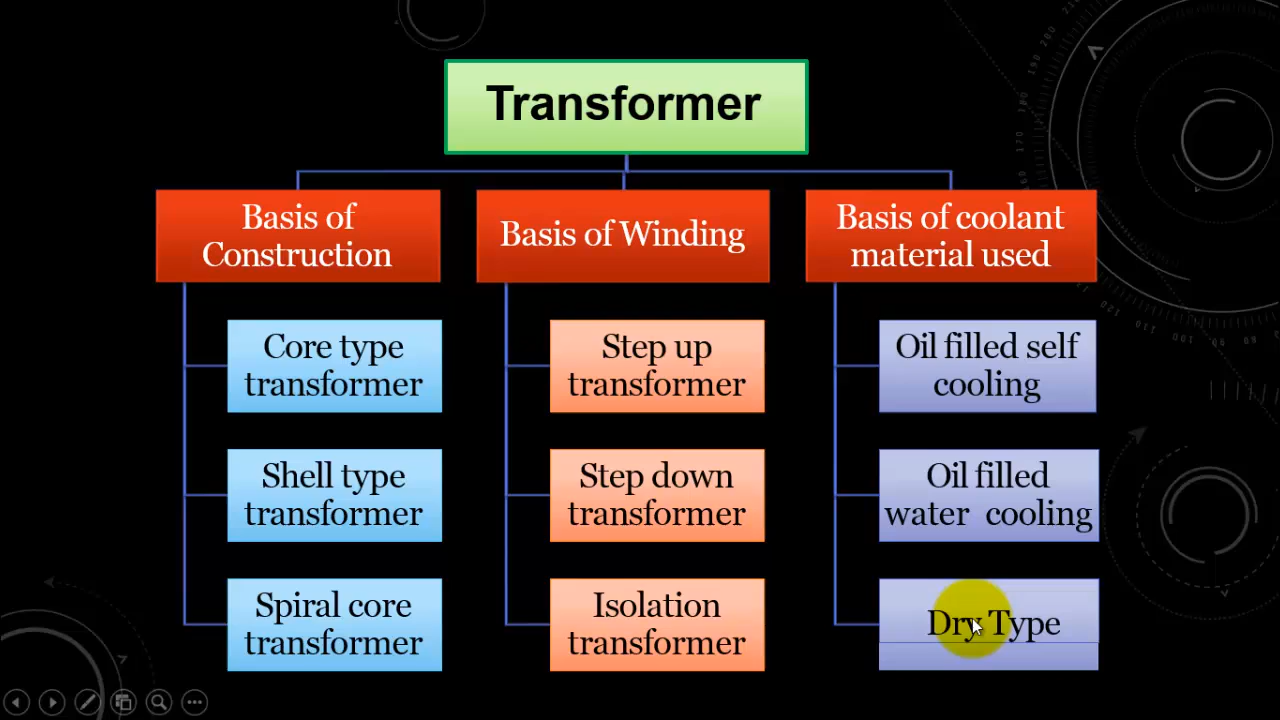 Transformer
Basis of
Construction
Core type
transformer
Shell type
transformer
Spiral core
transformer
Basis of Winding
Step up
transformer
Step down
transformer
Isolation
transformer
Basis of coolant
material used
Oil filled self
cooling
Oil filled
water cooling
Dry Type